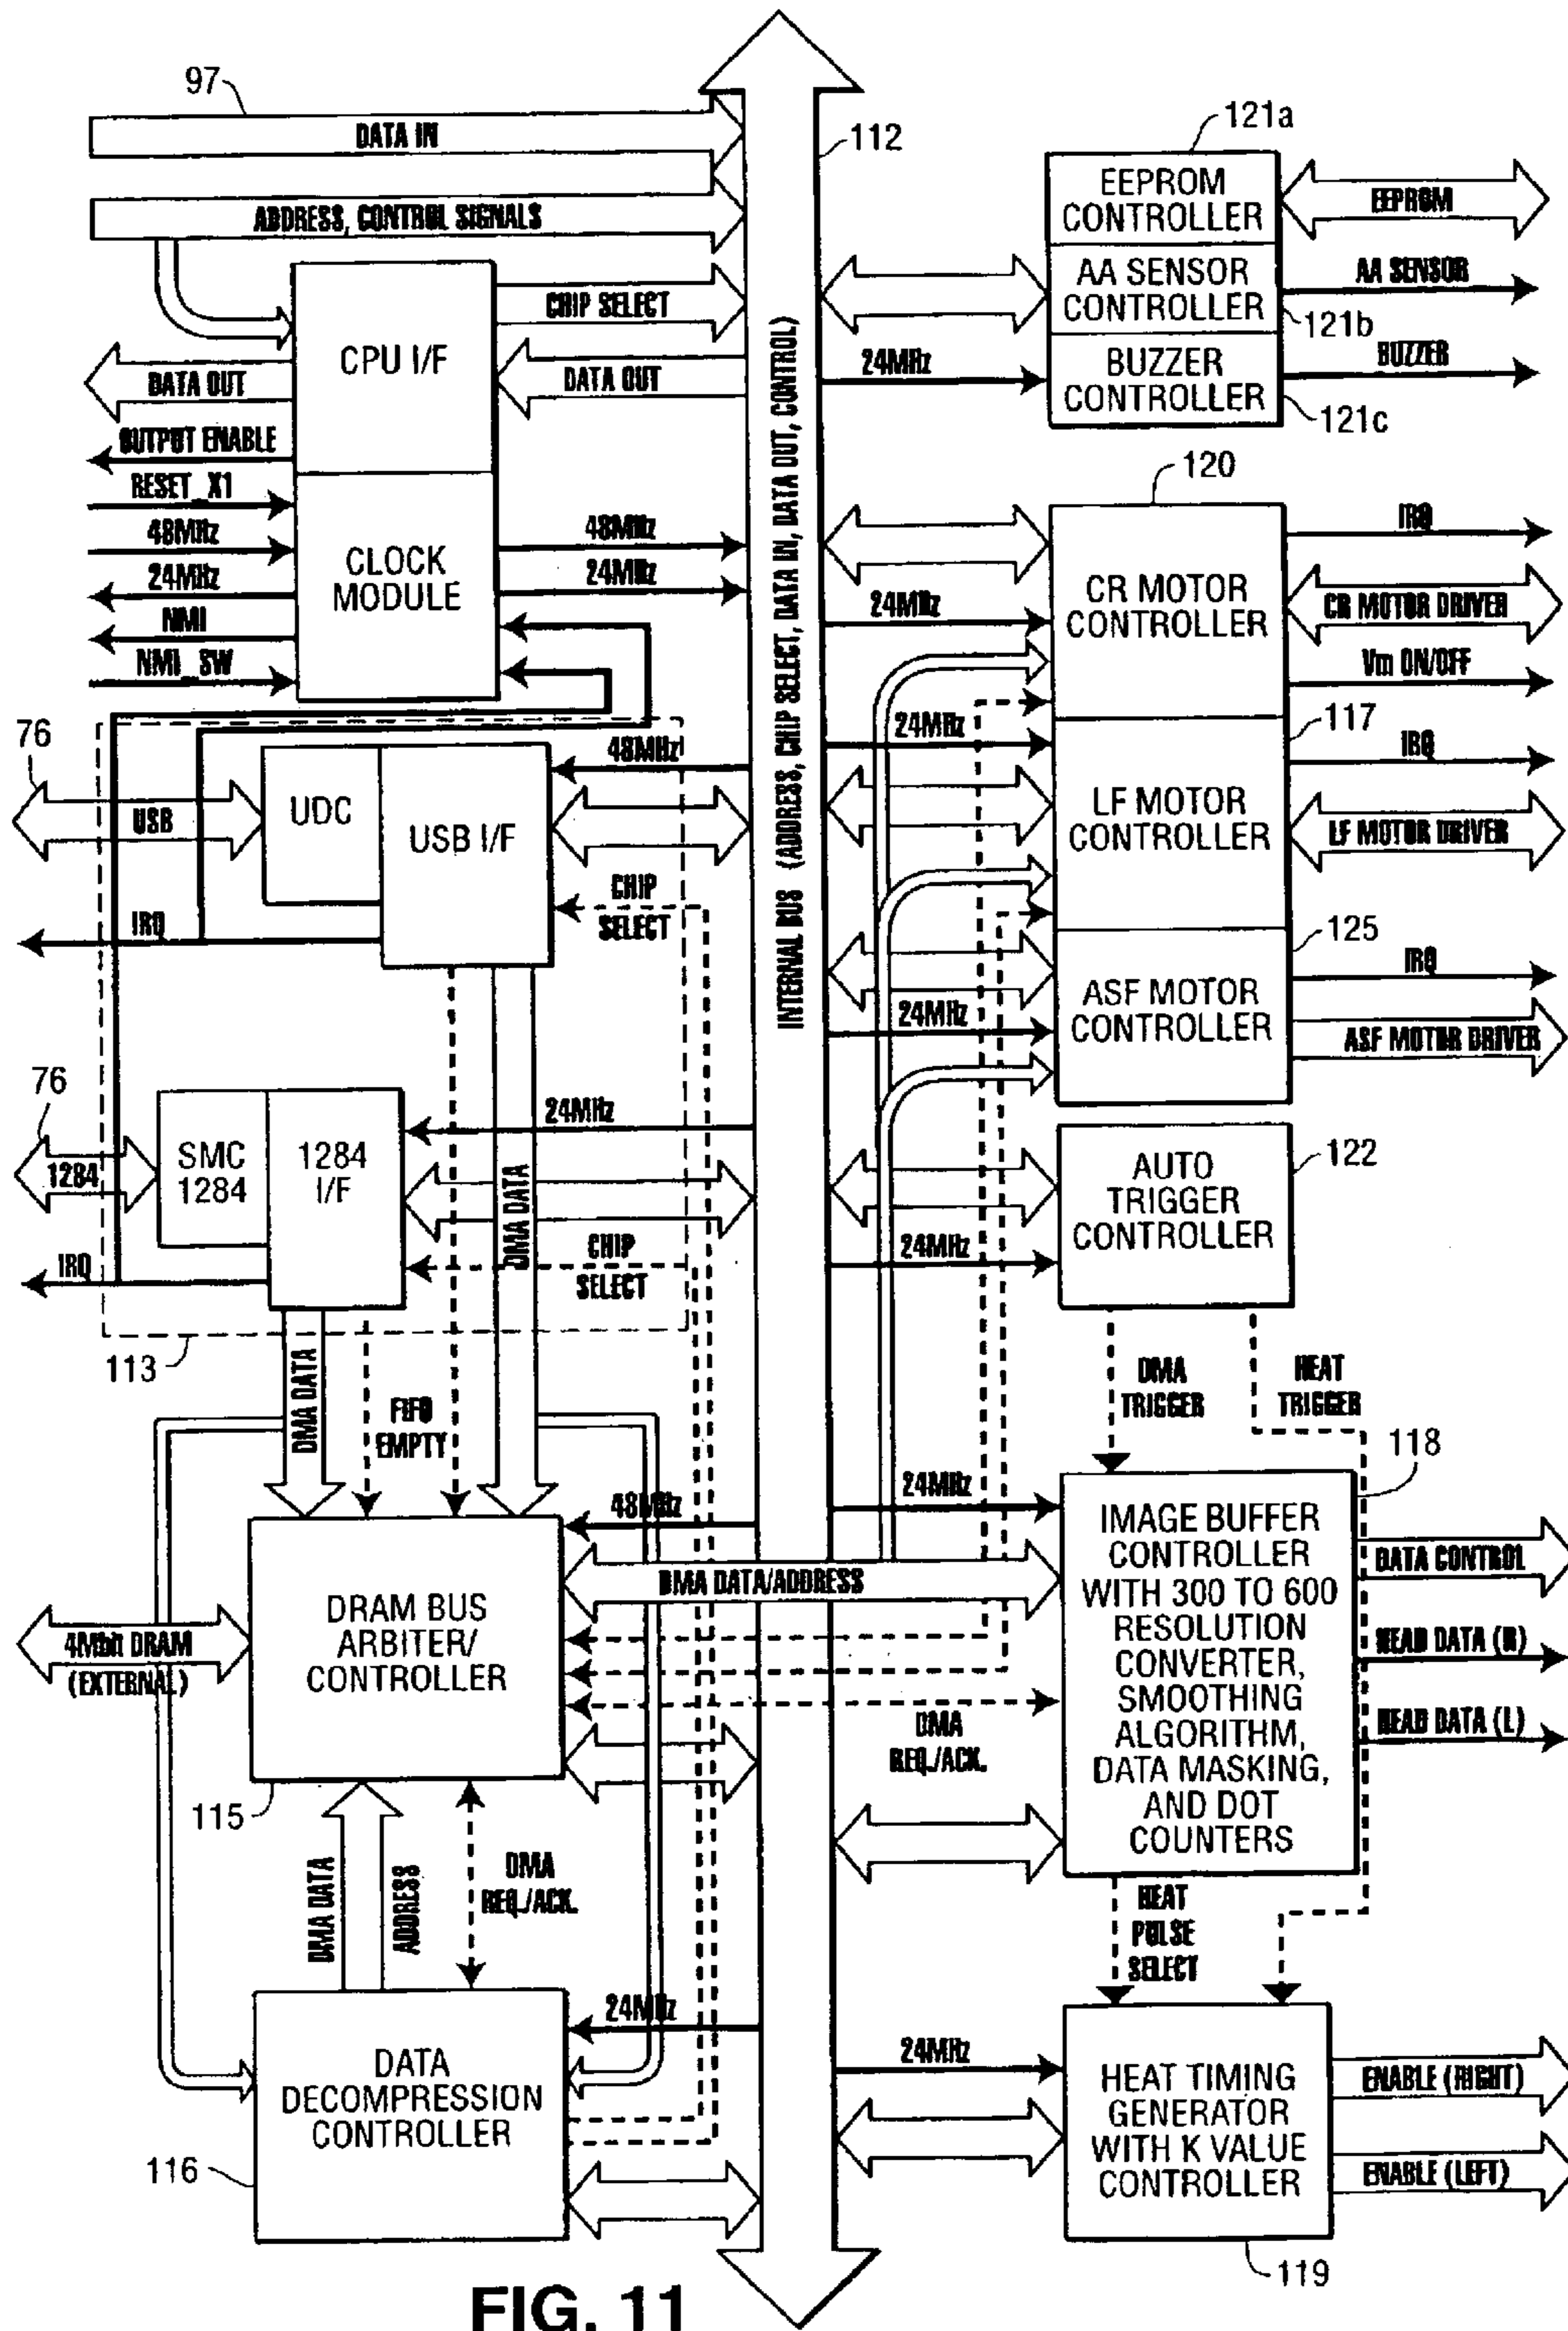 97
DATA IN
112
ADDRESS, CONTROL SIGNALS
CPU I/F
CHIP SELECT
DATA OUT
DATA OUT
OUTPUT ENABLE
RESET_X1
48MHz
24MHz
NMI
NMI_SW
CLOCK
MODULE
48MHz
24MHz
INTERNAL BUS (ADDRESS, CHIP SELECT, DATA IN, DATA OUT, CONTROL)
121a
EEPROM
CONTROLLER
EEPROM
AA SENSOR
CONTROLLER
AA SENSOR
121b
24MHz
BUZZER
CONTROLLER
BUZZER
121c
120
CR MOTOR
CONTROLLER
24MHz
IRQ
CR MOTOR DRIVER
Vm ON/OFF
117
24MHz
LF MOTOR
CONTROLLER
IRQ
LF MOTOR DRIVER
125
24MHz
ASF MOTOR
CONTROLLER
IRQ
ASF MOTOR DRIVER
76
USB
UDC
USB I/F
48MHz
CHIP
SELECT
IRQ
76
1284
SMC
1284
1284
I/F
24MHz
CHIP
SELECT
IRQ
DMA DATA
113
DMA DATA
FIFO
EMPTY
AUTO
TRIGGER
CONTROLLER
122
24MHz
DMA
TRIGGER
HEAT
TRIGGER
118
24MHz
IMAGE BUFFER
CONTROLLER
WITH 300 TO 600
RESOLUTION
CONVERTER,
SMOOTHING
ALGORITHM,
DATA MASKING,
AND DOT
COUNTERS
DATA CONTROL
HEAD DATA (R)
HEAD DATA (L)
48MHz
DMA DATA/ADDRESS
DRAM BUS
ARBITER/
CONTROLLER
4Mbit DRAM
(EXTERNAL)
DMA
REQ./ACK.
115
DMA DATA
ADDRESS
DMA
REQ./ACK.
HEAT
PULSE
SELECT
24MHz
DATA
DECOMPRESSION
CONTROLLER
116
24MHz
HEAT TIMING
GENERATOR
WITH K VALUE
CONTROLLER
ENABLE (RIGHT)
ENABLE (LEFT)
119
FIG. 11